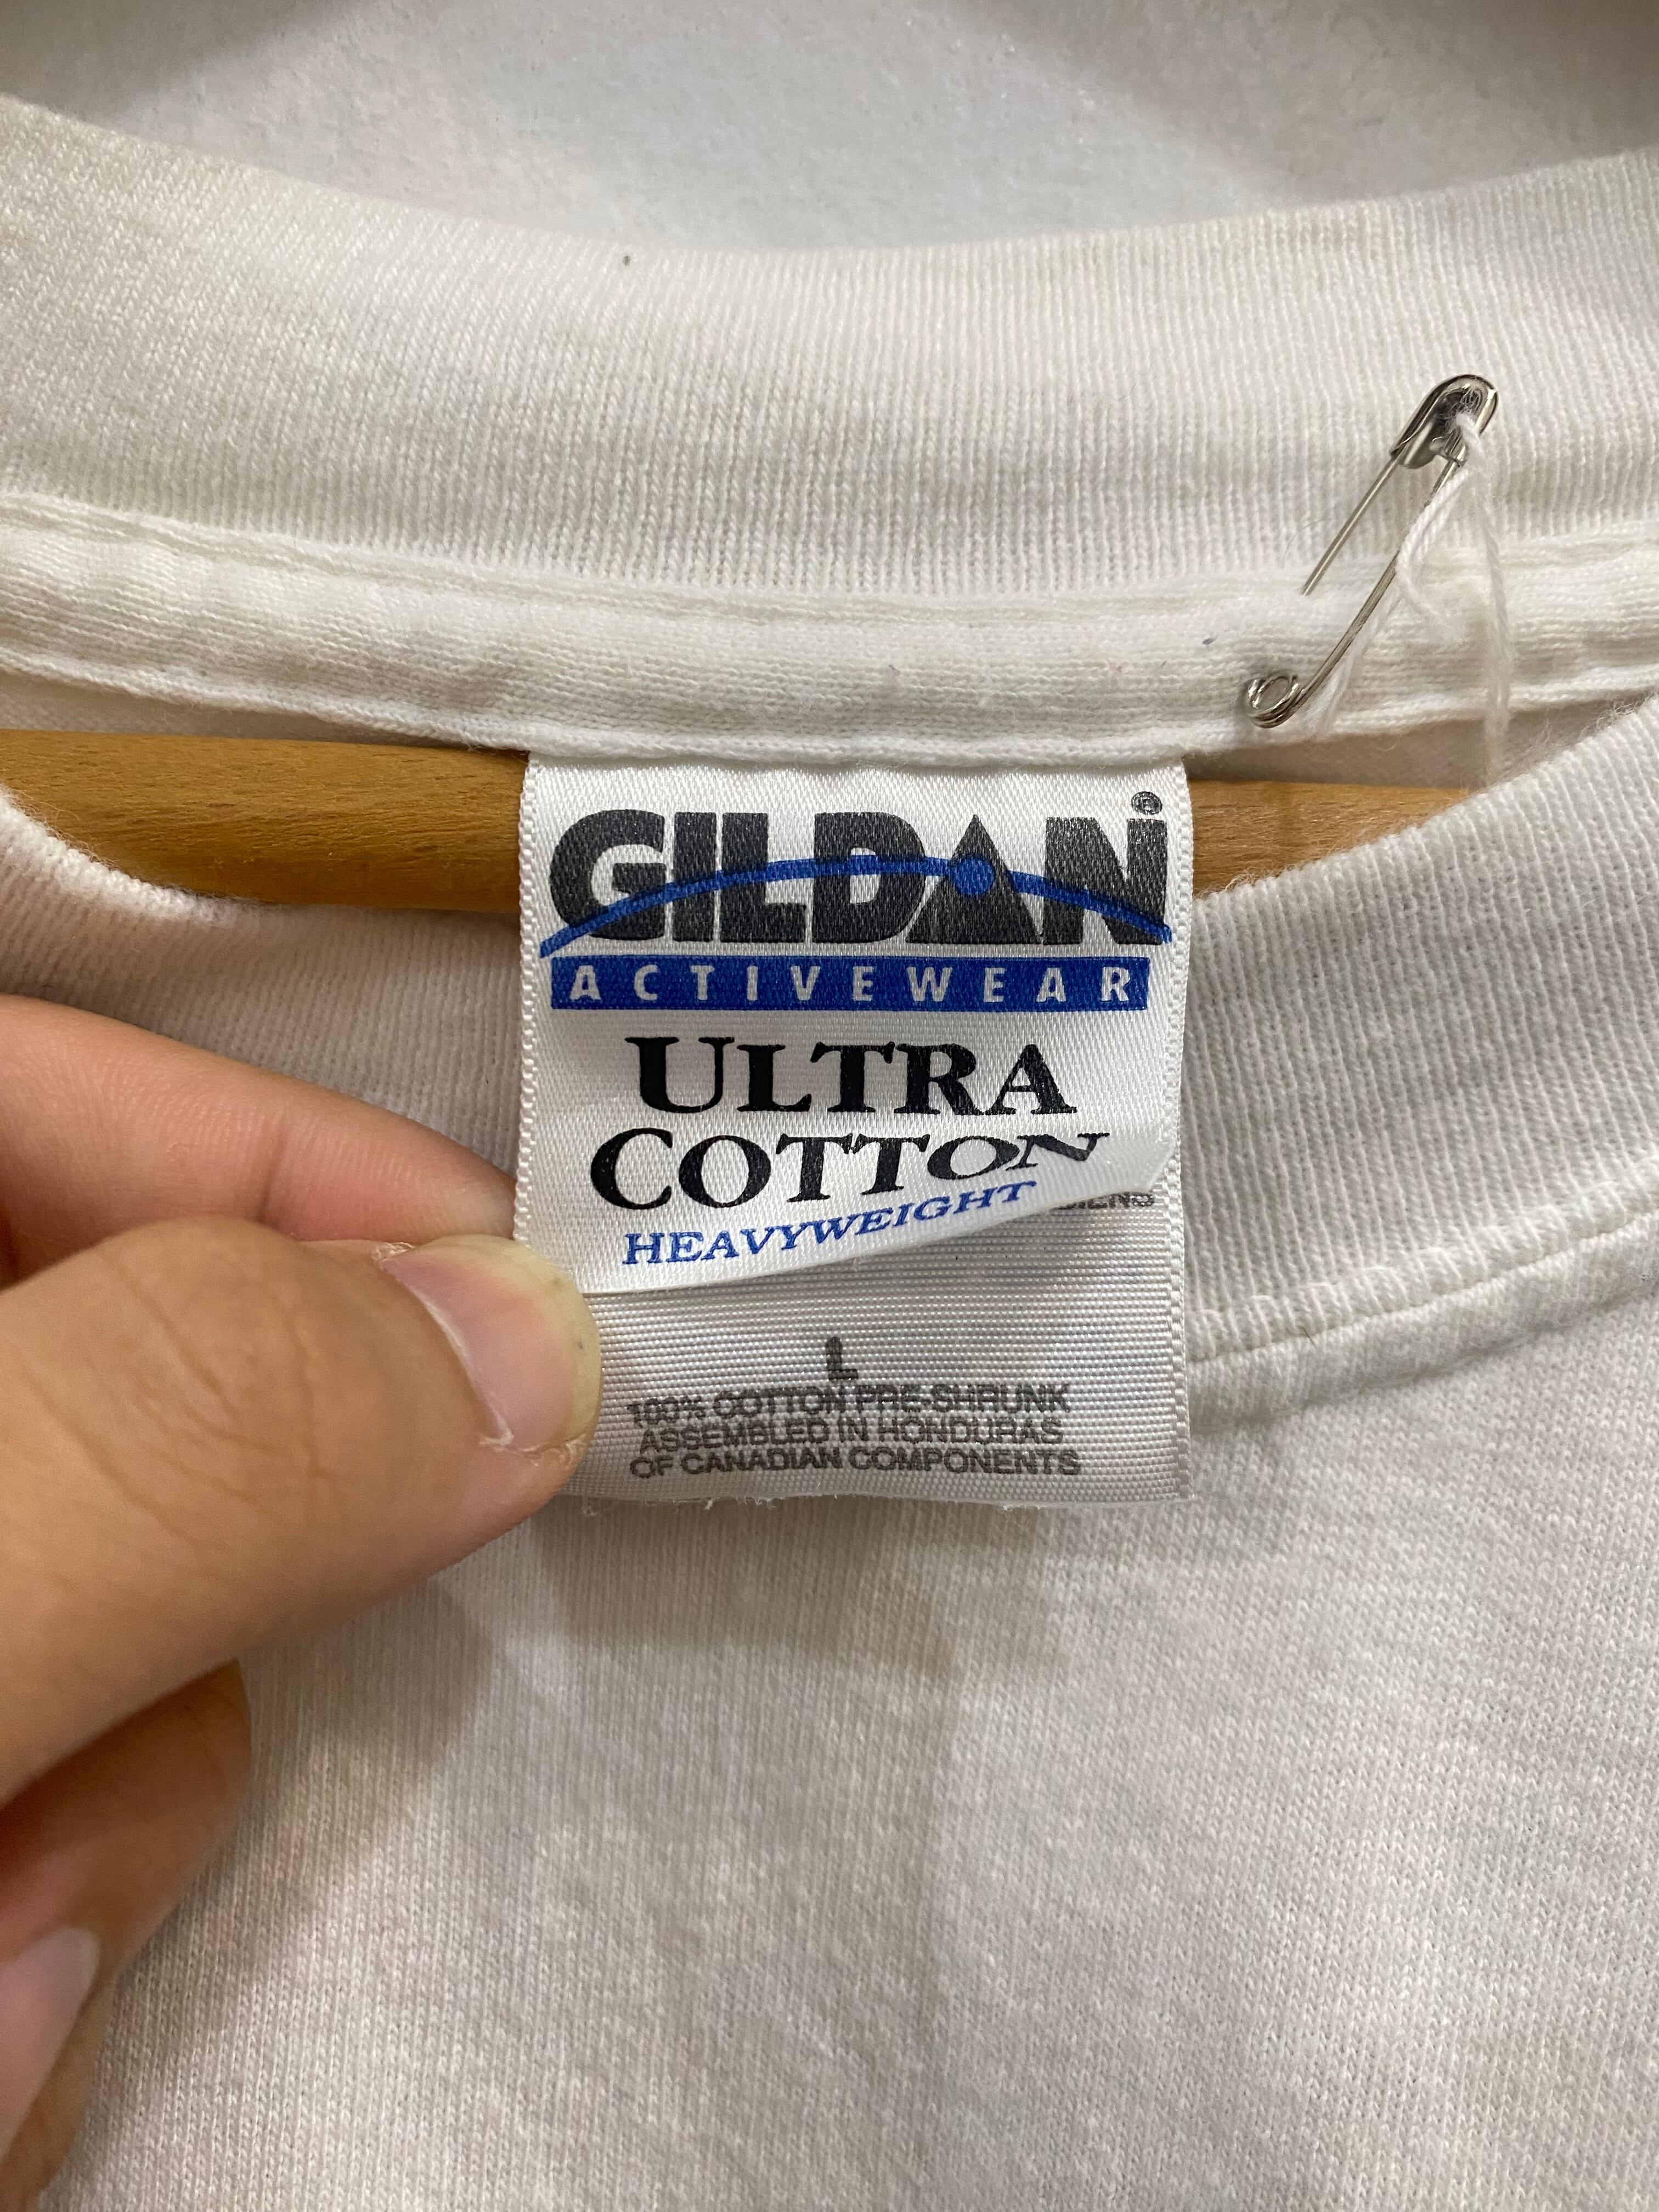 GILDAN®
ACTIVEWEAR
ULTRA
COTTON
HEAVYWEIGHT
L
100% COTTON PRE-SHRUNK
ASSEMBLED IN HONDURAS
OF CANADIAN COMPONENTS